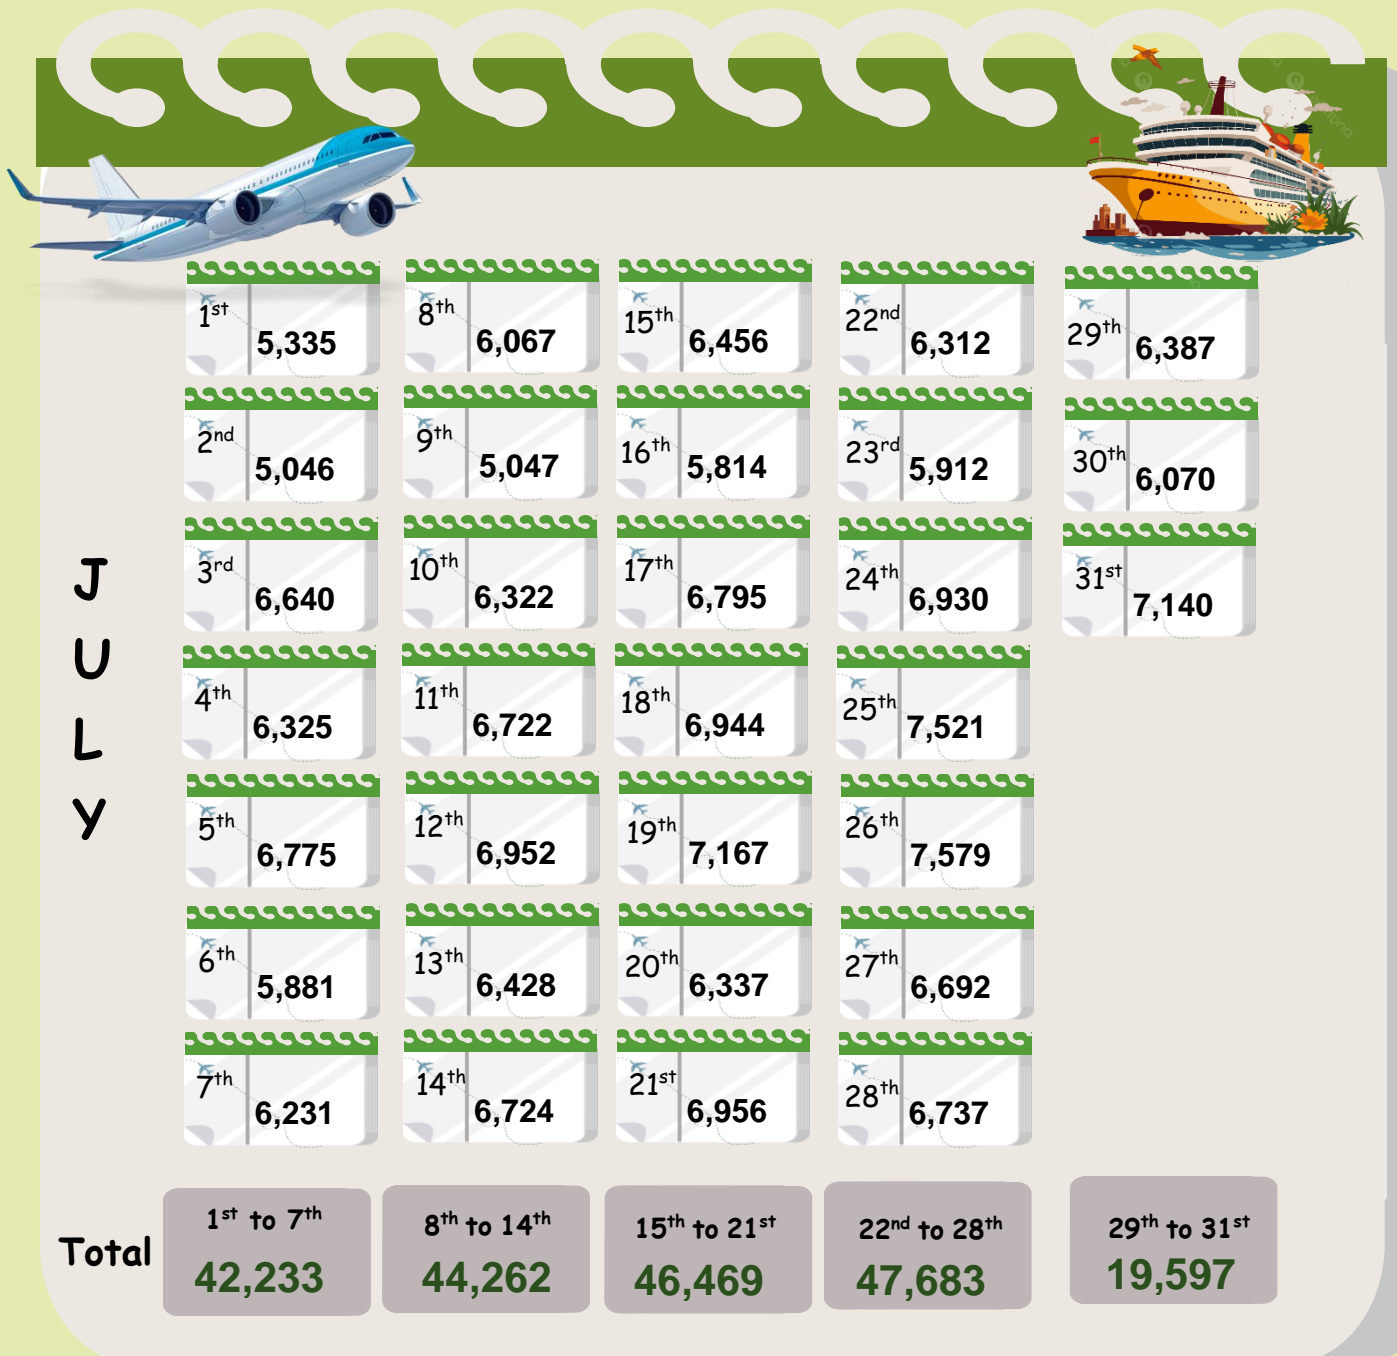 JULY
1st 5,335
2nd 5,046
3rd 6,640
4th 6,325
5th 6,775
6th 5,881
7th 6,231
8th 6,067
9th 5,047
10th 6,322
11th 6,722
12th 6,952
13th 6,428
14th 6,724
15th 6,456
16th 5,814
17th 6,795
18th 6,944
19th 7,167
20th 6,337
21st 6,956
22nd 6,312
23rd 5,912
24th 6,930
25th 7,521
26th 7,579
27th 6,692
28th 6,737
29th 6,387
30th 6,070
31st 7,140
Total
1st to 7th
42,233
8th to 14th
44,262
15th to 21st
46,469
22nd to 28th
47,683
29th to 31st
19,597